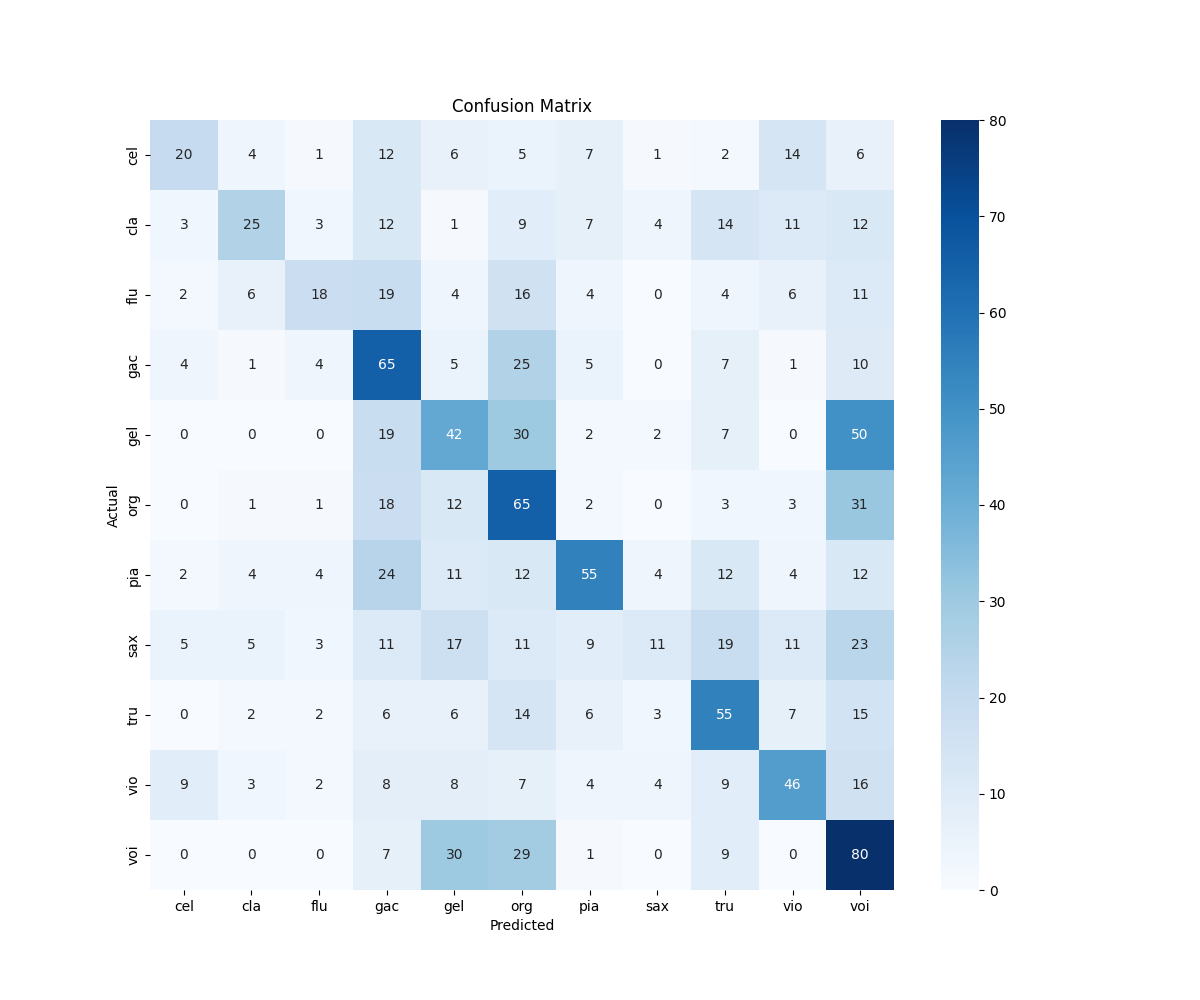 Confusion Matrix
cel 20 4 1 12 6 5 7 1 2 14 6
cla 3 25 3 12 1 9 7 4 14 11 12
flu 2 6 18 19 4 16 4 0 4 6 11
gac 4 1 4 65 5 25 5 0 7 1 10
gel 0 0 0 19 42 30 2 2 7 0 50
org 0 1 1 18 12 65 2 0 3 3 31
pia 2 4 4 24 11 12 55 4 12 4 12
sax 5 5 3 11 17 11 9 11 19 11 23
tru 0 2 2 6 6 14 6 3 55 7 15
vio 9 3 2 8 8 7 4 4 9 46 16
voi 0 0 0 7 30 29 1 0 9 0 80
cel cla flu gac gel org pia sax tru vio voi
Predicted
Actual
80
70
60
50
40
30
20
10
0